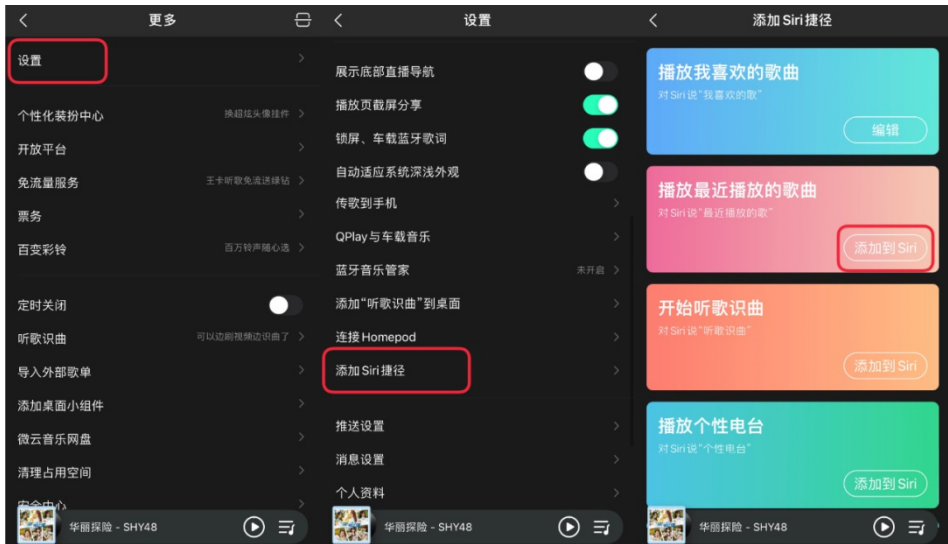 更多
设置
个性化装扮中心 换超炫头像挂件
开放平台
免流量服务 王卡听歌免流送绿钻
票务
百变彩铃 百万铃声随心选
定时关闭
听歌识曲 可以边刷视频边识曲了
导入外部歌单
添加桌面小组件
微云音乐网盘
清理占用空间
安全中心
华丽探险 - SHY48
设置
展示底部直播导航
播放页截屏分享
锁屏、车载蓝牙歌词
自动适应系统深浅外观
传歌到手机
QPlay与车载音乐
蓝牙音乐管家 未开启
添加“听歌识曲”到桌面
连接Homepod
添加Siri捷径
推送设置
消息设置
个人资料
华丽探险 - SHY48
添加Siri捷径
播放我喜欢的歌曲
对Siri说"我喜欢的歌"
编辑
播放最近播放的歌曲
对Siri说"最近播放的歌"
添加到 Siri
开始听歌识曲
对Siri说"听歌识曲"
添加到 Siri
播放个性电台
对Siri说"个性电台"
添加到 Siri
华丽探险 - SHY48